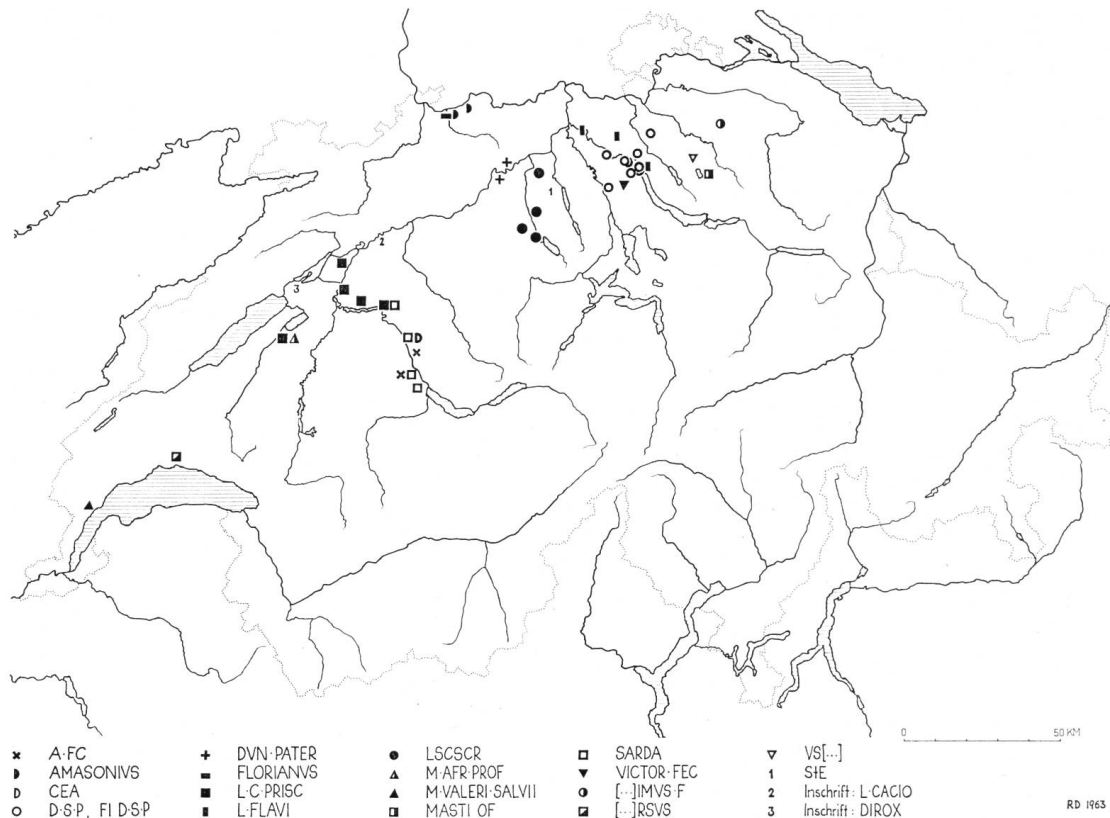 1
2
3
0 50 KM
A·FC
AMASONIVS
CEA
D·S·P, FI D·S·P
DVN·PATER
FLORIANVS
L·C·PRISC
L·FLAVI
LSCSCR
M·AFR·PROF
M·VALERI·SALVII
MASTI OF
SARDA
VICTOR·FEC
[...]IMVS·F
[...]RSVS
VS[...]
1 StE
2 Inschrift: L·CACIO
3 Inschrift: DIROX
RD 1963